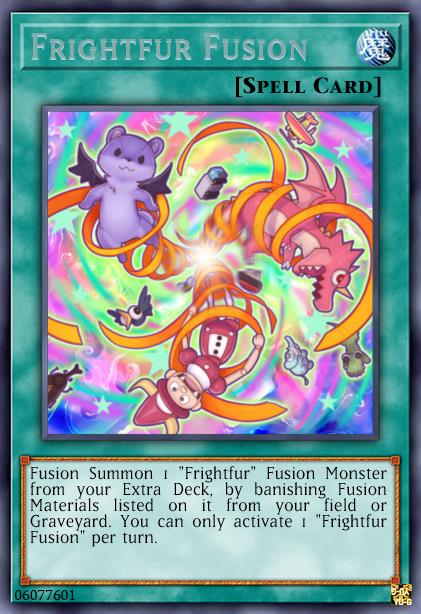 Frightfur Fusion
魔
[Spell Card]
Fusion Summon 1 "Frightfur" Fusion Monster
from your Extra Deck, by banishing Fusion
Materials listed on it from your field or
Graveyard. You can only activate 1 "Frightfur
Fusion" per turn.
06077601